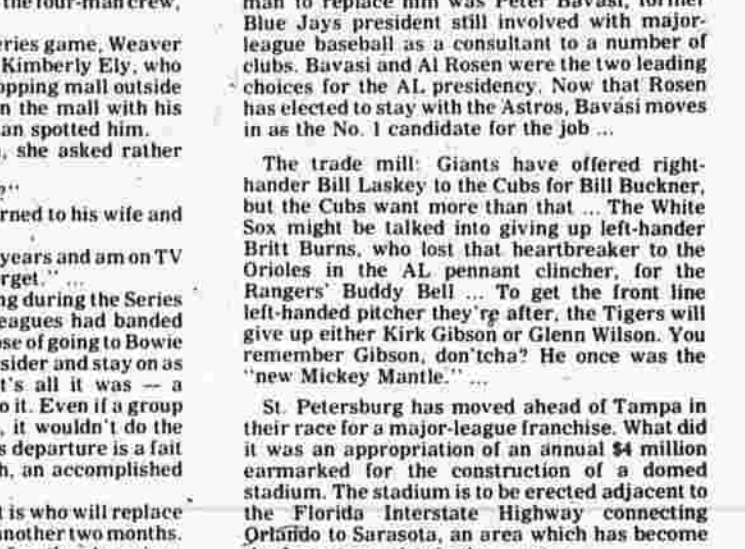 the four-man crew,
eries game, Weaver
Kimberly Ely, who
opping mall outside
n the mall with his
an spotted him.
, she asked rather
?"
rned to his wife and
years and am on TV
rget." ...
ng during the Series
eagues had banded
ose of going to Bowie
sider and stay on as
t's all it was — a
o it. Even if a group
, it wouldn't do the
s departure is a fait
h, an accomplished
t is who will replace
another two months.
man to replace him was Peter Bavasi, former
Blue Jays president still involved with major-
league baseball as a consultant to a number of
clubs. Bavasi and Al Rosen were the two leading
choices for the AL presidency. Now that Rosen
has elected to stay with the Astros, Bavasi moves
in as the No. 1 candidate for the job ...
The trade mill: Giants have offered right-
hander Bill Laskey to the Cubs for Bill Buckner,
but the Cubs want more than that ... The White
Sox might be talked into giving up left-hander
Britt Burns, who lost that heartbreaker to the
Orioles in the AL pennant clincher, for the
Rangers' Buddy Bell ... To get the front line
left-handed pitcher they're after, the Tigers will
give up either Kirk Gibson or Glenn Wilson. You
remember Gibson, don'tcha? He once was the
"new Mickey Mantle." ...
St. Petersburg has moved ahead of Tampa in
their race for a major-league franchise. What did
it was an appropriation of an annual $4 million
earmarked for the construction of a domed
stadium. The stadium is to be erected adjacent to
the Florida Interstate Highway connecting
Orlando to Sarasota, an area which has become